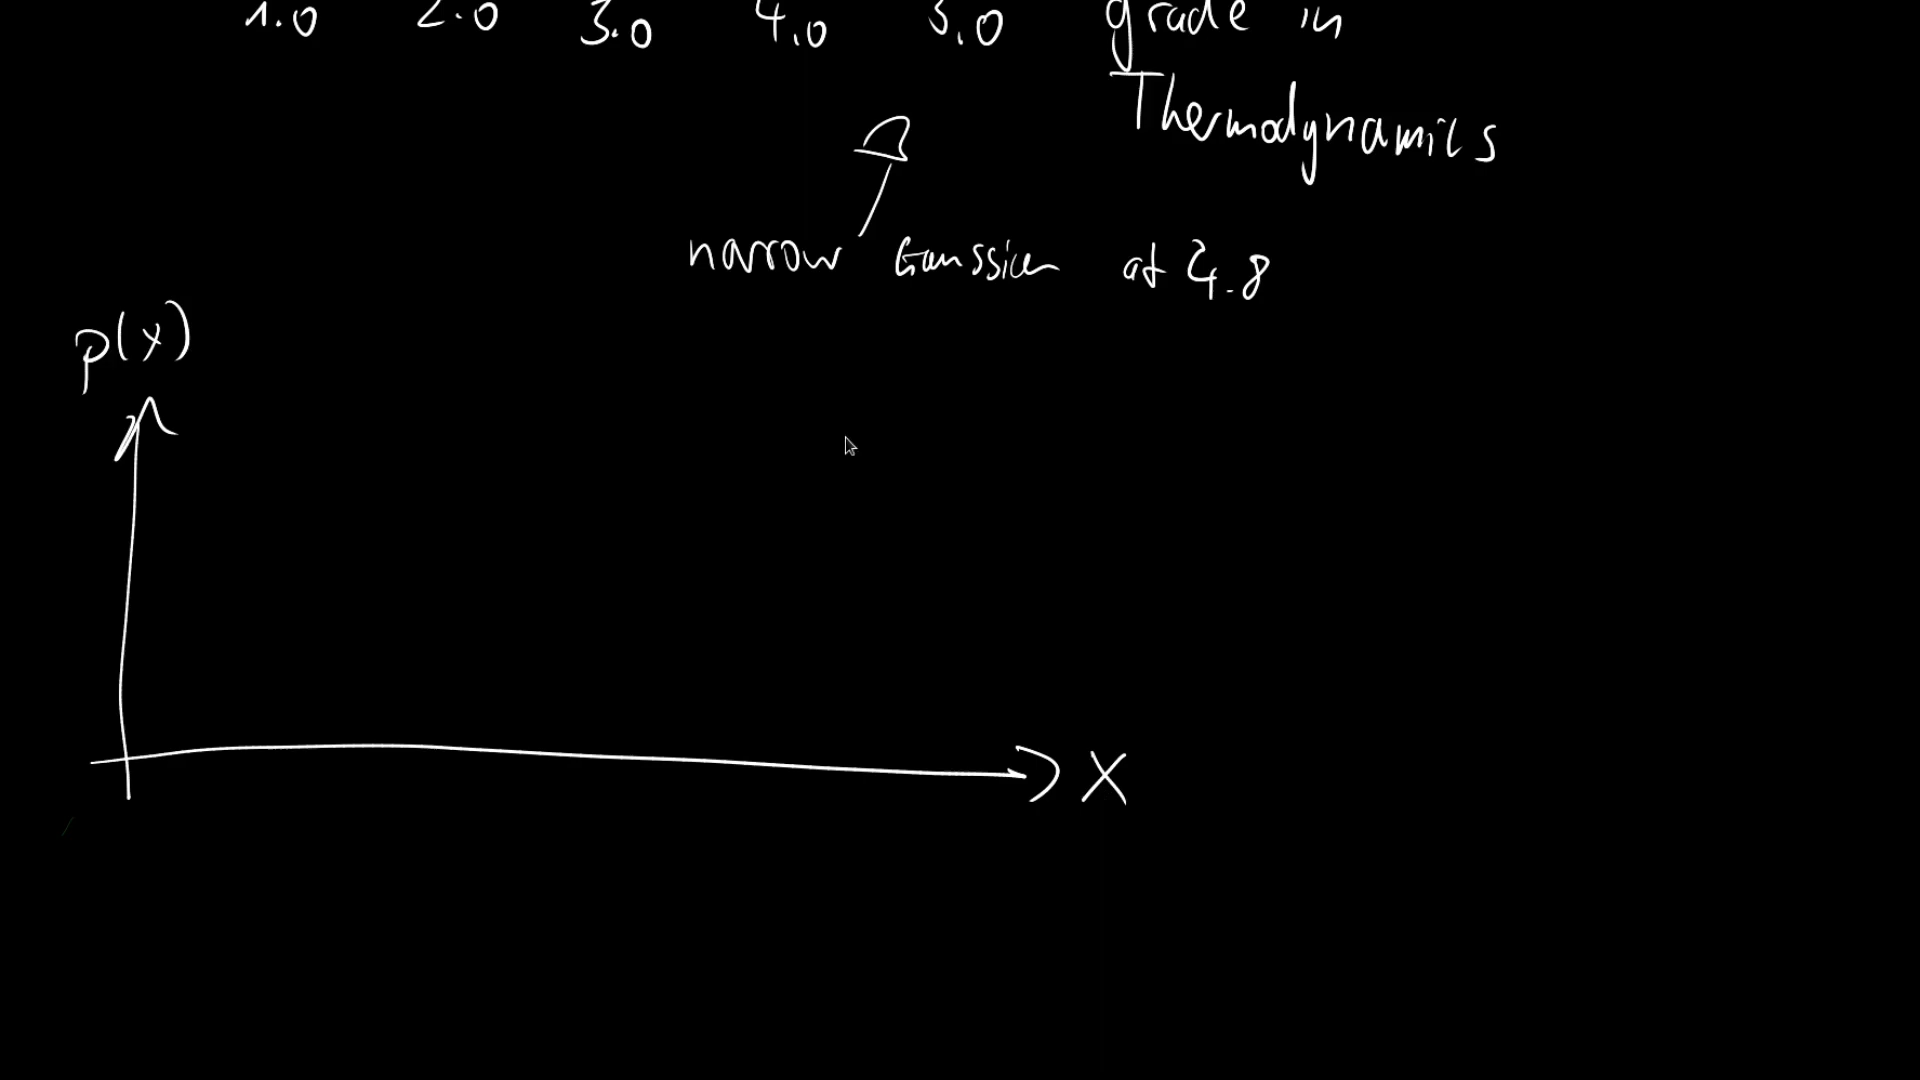 1.0 2.0 3.0 4.0 5.0 grade in
Thermodynamics
narrow Gaussian at 4.8
p(x)
x